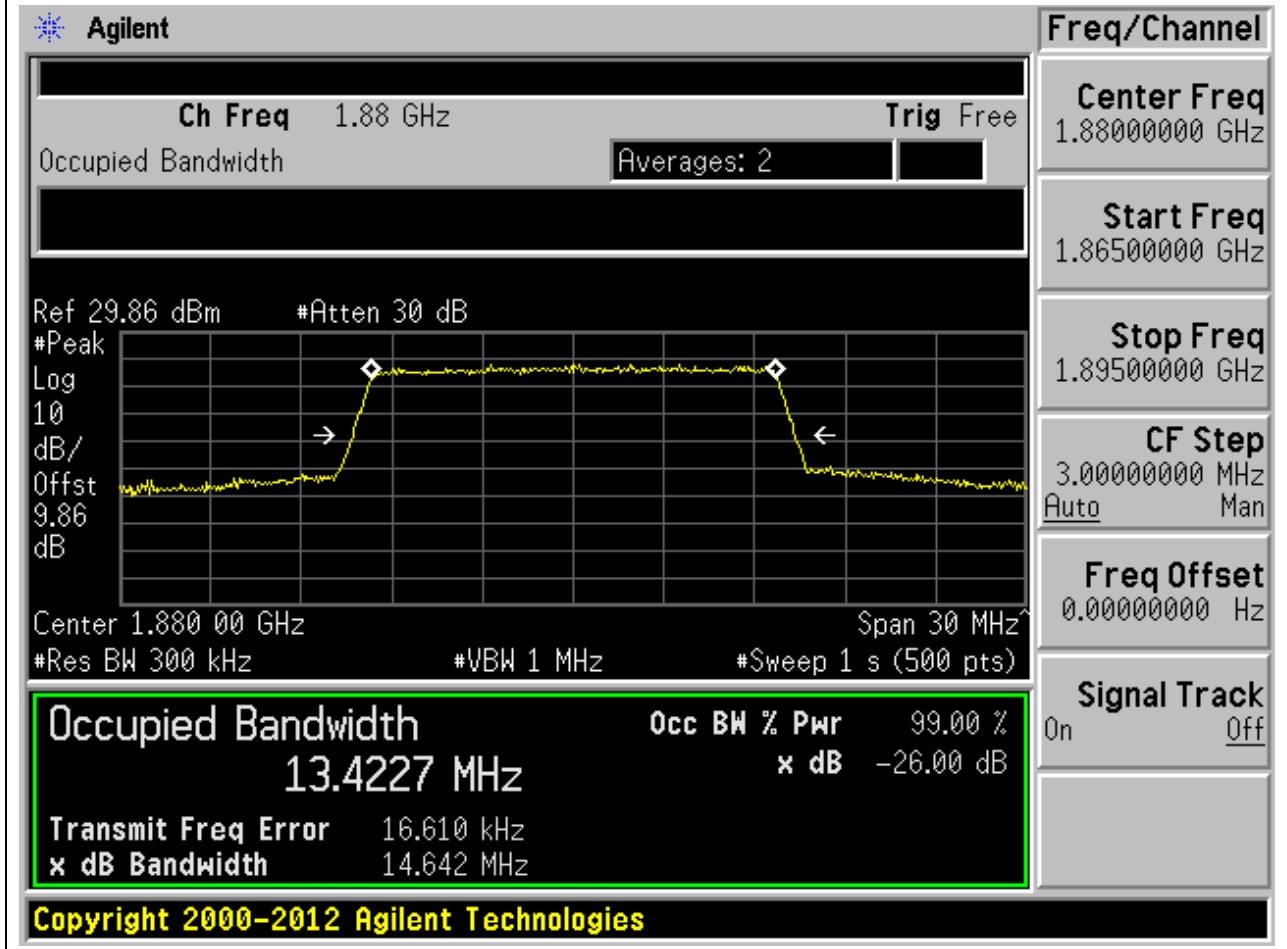 Agilent
Freq/Channel
Ch Freq 1.88 GHz Trig Free
Occupied Bandwidth Averages: 2
Center Freq
1.88000000 GHz
Start Freq
1.86500000 GHz
Stop Freq
1.89500000 GHz
CF Step
3.00000000 MHz
Auto Man
Freq Offset
0.00000000 Hz
Signal Track
On Off
Ref 29.86 dBm #Atten 30 dB
#Peak
Log
10
dB/
Offst
9.86
dB
Center 1.880 00 GHz Span 30 MHz^
#Res BW 300 kHz #VBW 1 MHz #Sweep 1 s (500 pts)
Occupied Bandwidth Occ BW % Pwr 99.00 %
13.4227 MHz x dB -26.00 dB
Transmit Freq Error 16.610 kHz
x dB Bandwidth 14.642 MHz
Copyright 2000-2012 Agilent Technologies